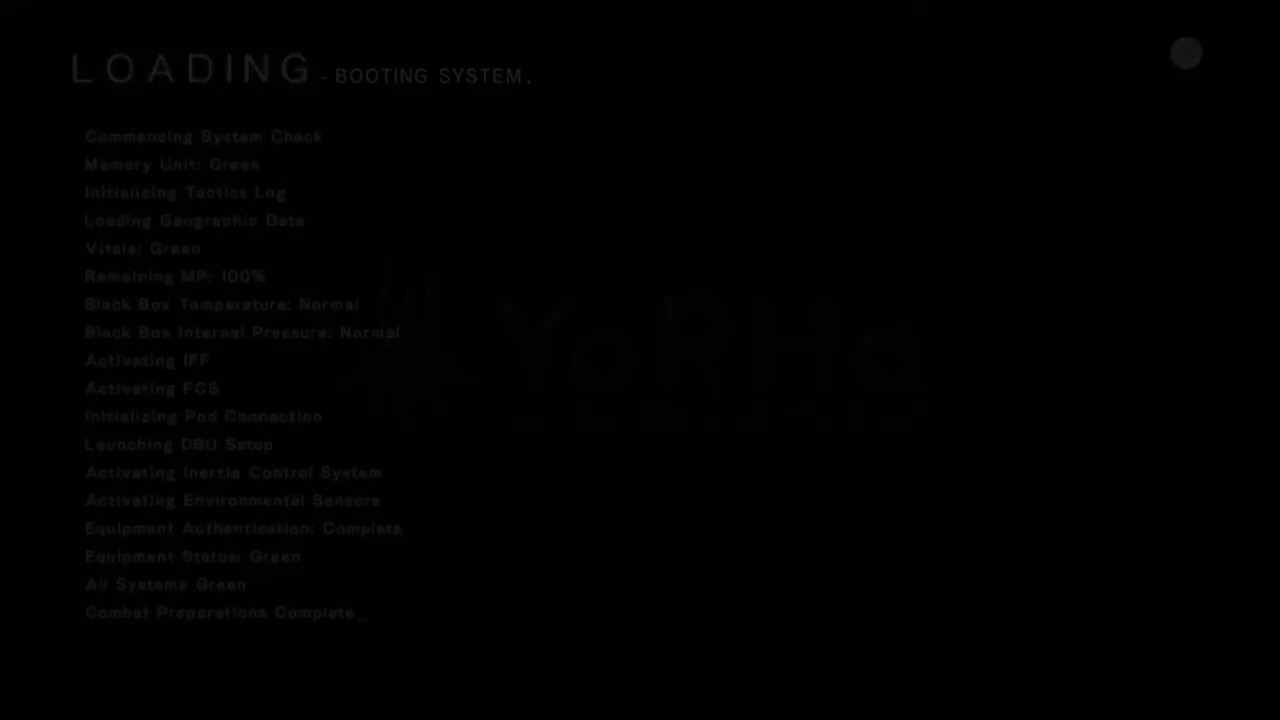 LOADING - BOOTING SYSTEM.
Commencing System Check
Memory Unit: Green
Initializing Tactics Log
Loading Geographic Data
Vitals: Green
Remaining MP: 100%
Black Box Temperature: Normal
Black Box Internal Pressure: Normal
Activating IFF
Activating FCS
Initializing Pod Connection
Launching DBU Setup
Activating Inertia Control System
Activating Environmental Sensors
Equipment Authentication: Complete
Equipment Status: Green
All Systems Green
Combat Preparations Complete_
YoRHa